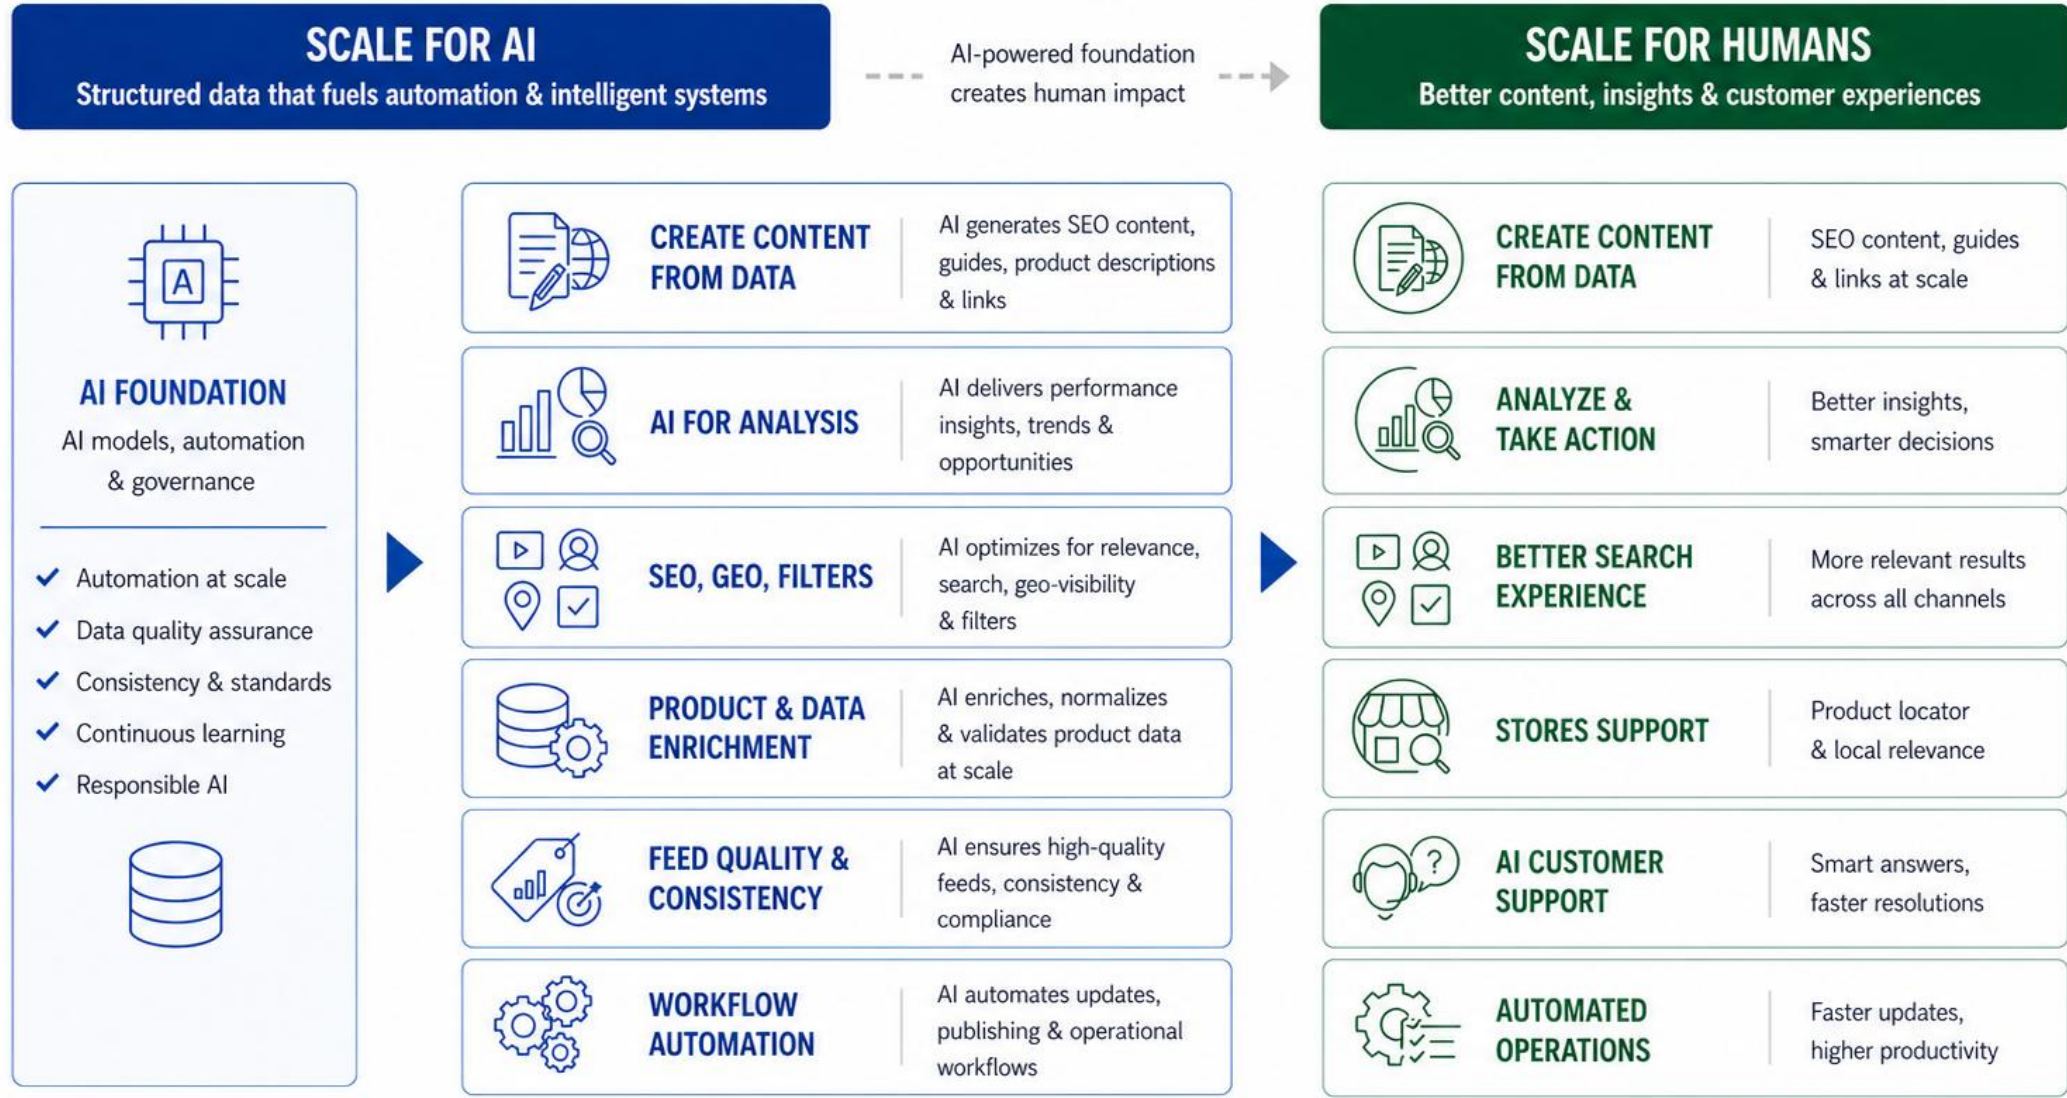 SCALE FOR AI
Structured data that fuels automation & intelligent systems
AI-powered foundation
creates human impact
SCALE FOR HUMANS
Better content, insights & customer experiences
A
AI FOUNDATION
AI models, automation
& governance
Automation at scale
Data quality assurance
Consistency & standards
Continuous learning
Responsible AI
CREATE CONTENT
FROM DATA
AI generates SEO content,
guides, product descriptions
& links
AI FOR ANALYSIS
AI delivers performance
insights, trends &
opportunities
SEO, GEO, FILTERS
AI optimizes for relevance,
search, geo-visibility
& filters
PRODUCT & DATA
ENRICHMENT
AI enriches, normalizes
& validates product data
at scale
FEED QUALITY &
CONSISTENCY
AI ensures high-quality
feeds, consistency &
compliance
WORKFLOW
AUTOMATION
AI automates updates,
publishing & operational
workflows
CREATE CONTENT
FROM DATA
SEO content, guides
& links at scale
ANALYZE &
TAKE ACTION
Better insights,
smarter decisions
BETTER SEARCH
EXPERIENCE
More relevant results
across all channels
STORES SUPPORT
Product locator
& local relevance
?
AI CUSTOMER
SUPPORT
Smart answers,
faster resolutions
AUTOMATED
OPERATIONS
Faster updates,
higher productivity